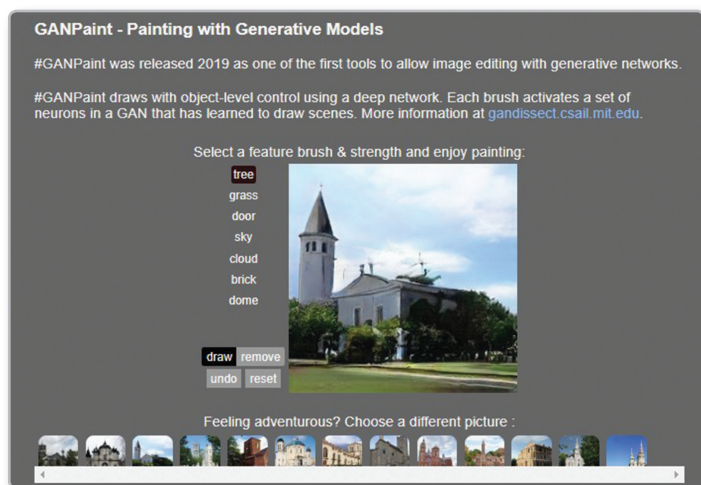 GANPaint - Painting with Generative Models
#GANPaint was released 2019 as one of the first tools to allow image editing with generative networks.
#GANPaint draws with object-level control using a deep network. Each brush activates a set of
neurons in a GAN that has learned to draw scenes. More information at gandissect.csail.mit.edu.
Select a feature brush & strength and enjoy painting:
tree
grass
door
sky
cloud
brick
dome
draw remove
undo reset
Feeling adventurous? Choose a different picture :